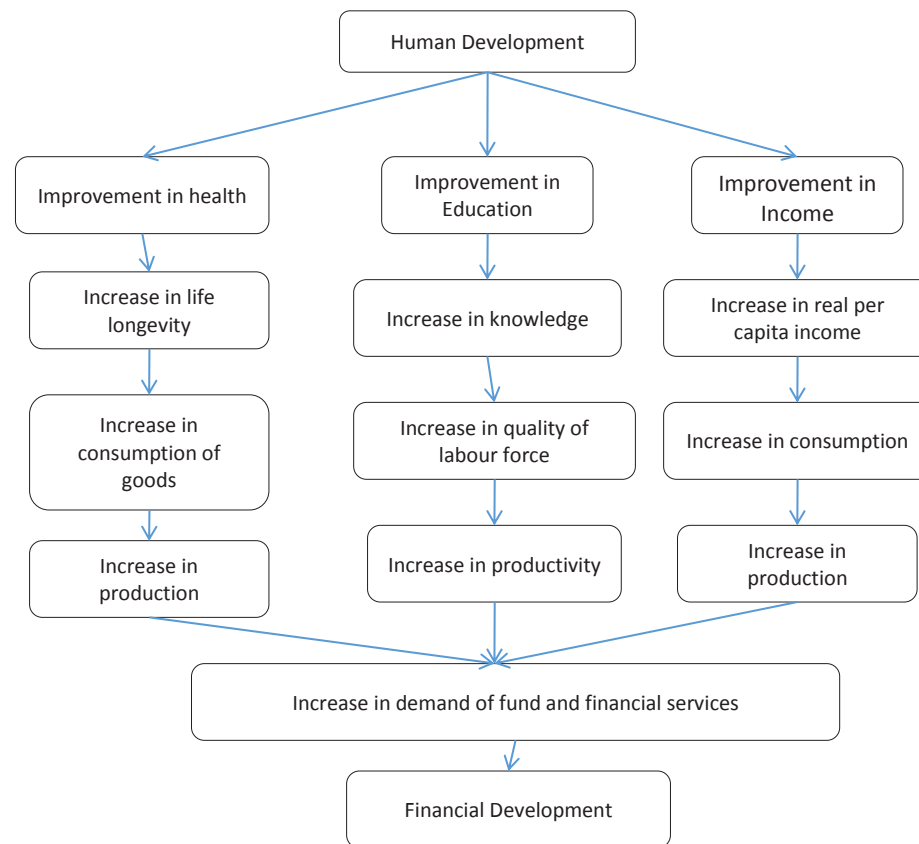 Human Development
Improvement in health
Improvement in
Education
Improvement in
Income
Increase in life
longevity
Increase in knowledge
Increase in real per
capita income
Increase in
consumption of
goods
Increase in quality of
labour force
Increase in consumption
Increase in
production
Increase in productivity
Increase in
production
Increase in demand of fund and financial services
Financial Development